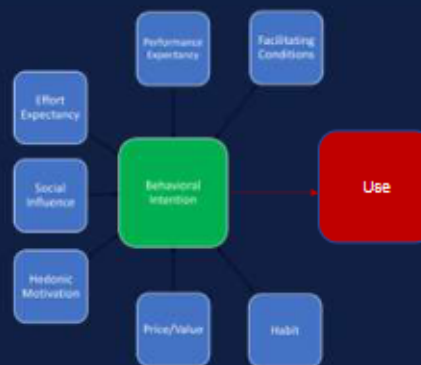 Performance
Expectancy
Facilitating
Conditions
Effort
Expectancy
Social
Influence
Behavioral
Intention
Use
Hedonic
Motivation
Price/Value
Habit